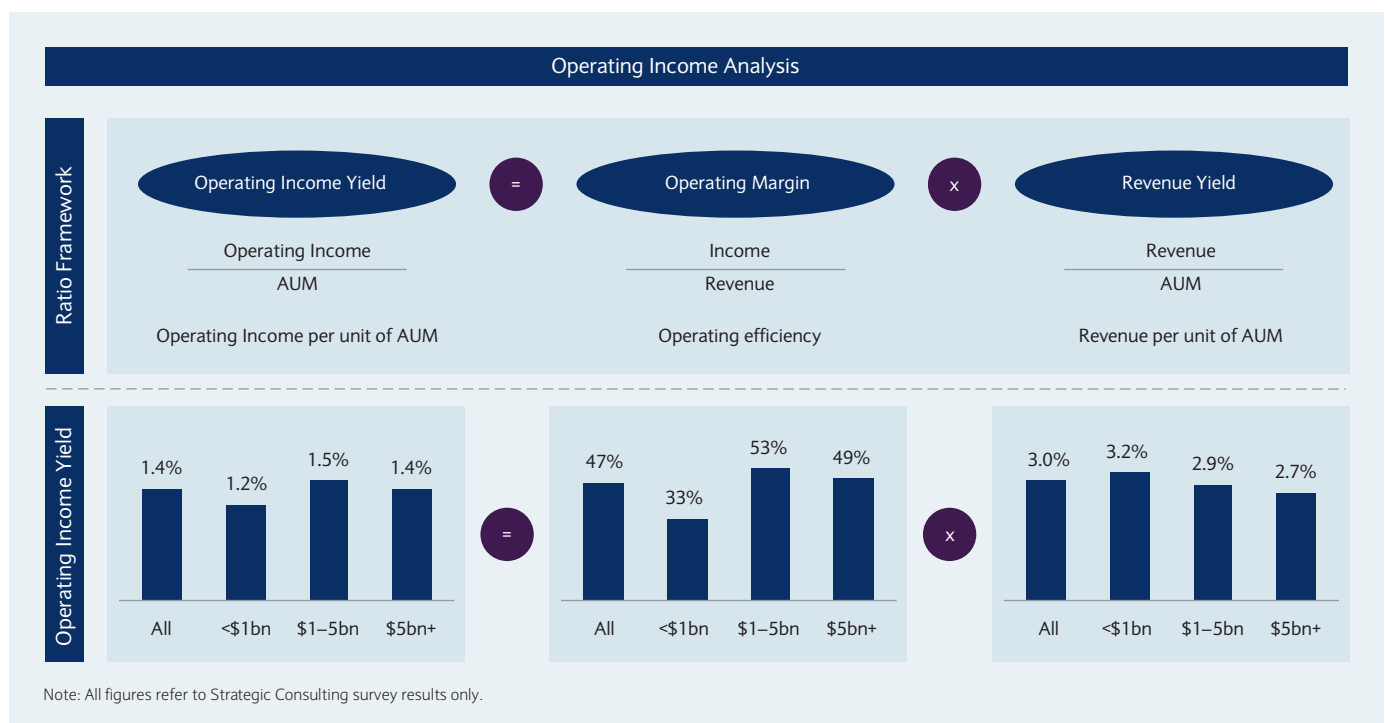 Operating Income Analysis
Ratio Framework
Operating Income Yield
=
Operating Margin
x
Revenue Yield
Operating Income
AUM
Income
Revenue
Revenue
AUM
Operating Income per unit of AUM
Operating efficiency
Revenue per unit of AUM
Operating Income Yield
1.4%
1.2%
1.5%
1.4%
All
<$1bn
$1–5bn
$5bn+
=
47%
33%
53%
49%
All
<$1bn
$1–5bn
$5bn+
x
3.0%
3.2%
2.9%
2.7%
All
<$1bn
$1–5bn
$5bn+
Note: All figures refer to Strategic Consulting survey results only.